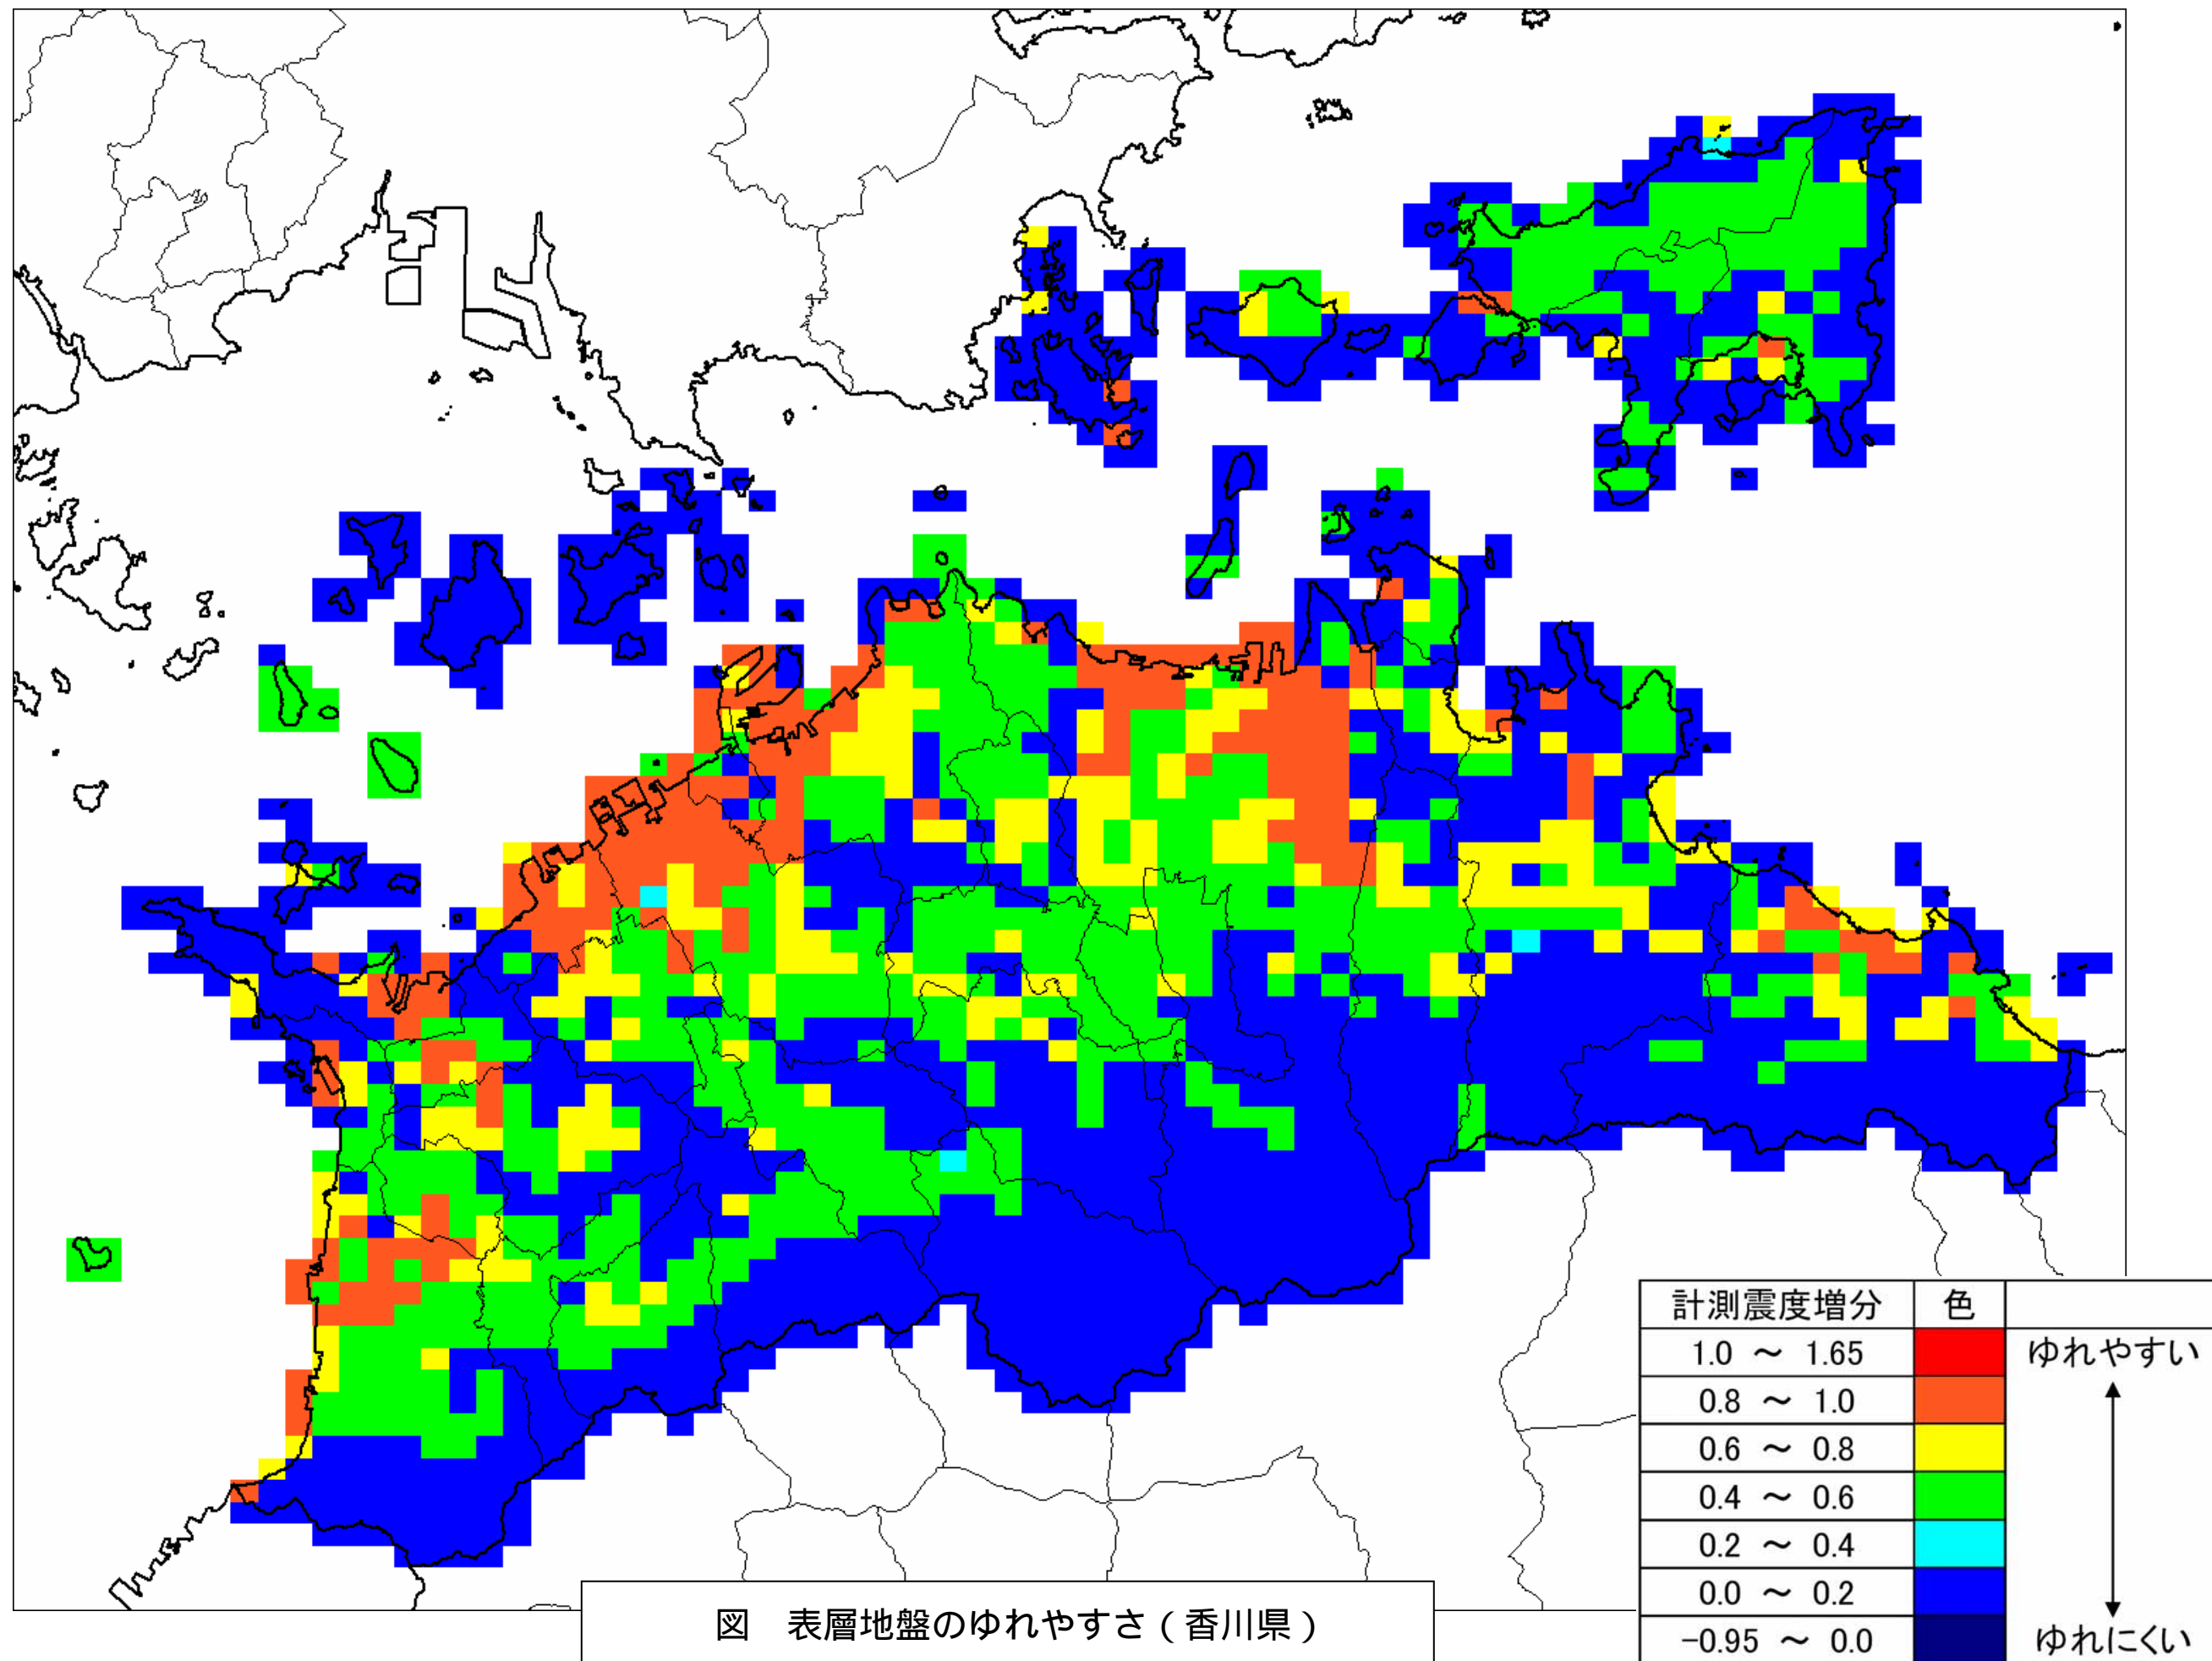 計測震度増分 色
1.0 ～ 1.65 ゆれやすい
0.8 ～ 1.0
0.6 ～ 0.8
0.4 ～ 0.6
0.2 ～ 0.4
0.0 ～ 0.2
-0.95 ～ 0.0 ゆれにくい
図　表層地盤のゆれやすさ（香川県）